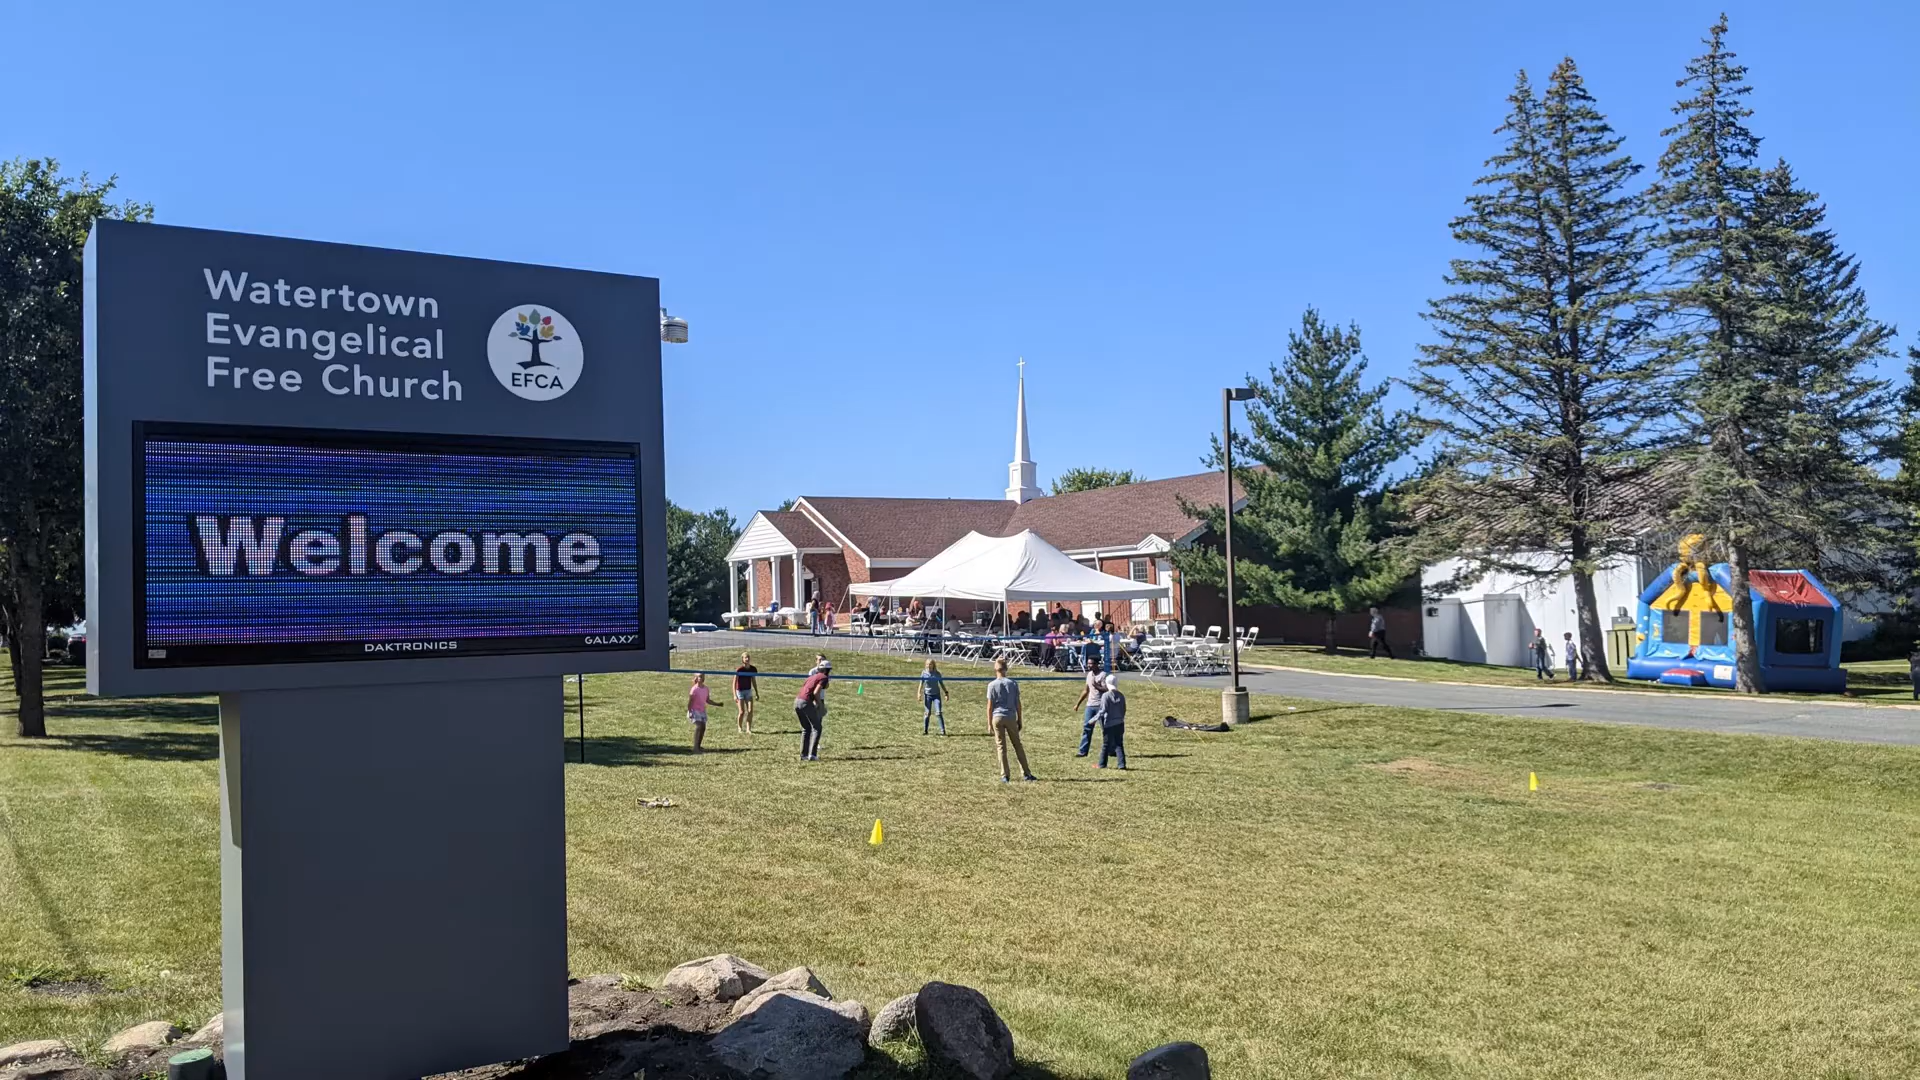 Watertown
Evangelical
Free Church
EFCA
Welcome
DAKTRONICS
GALAXY